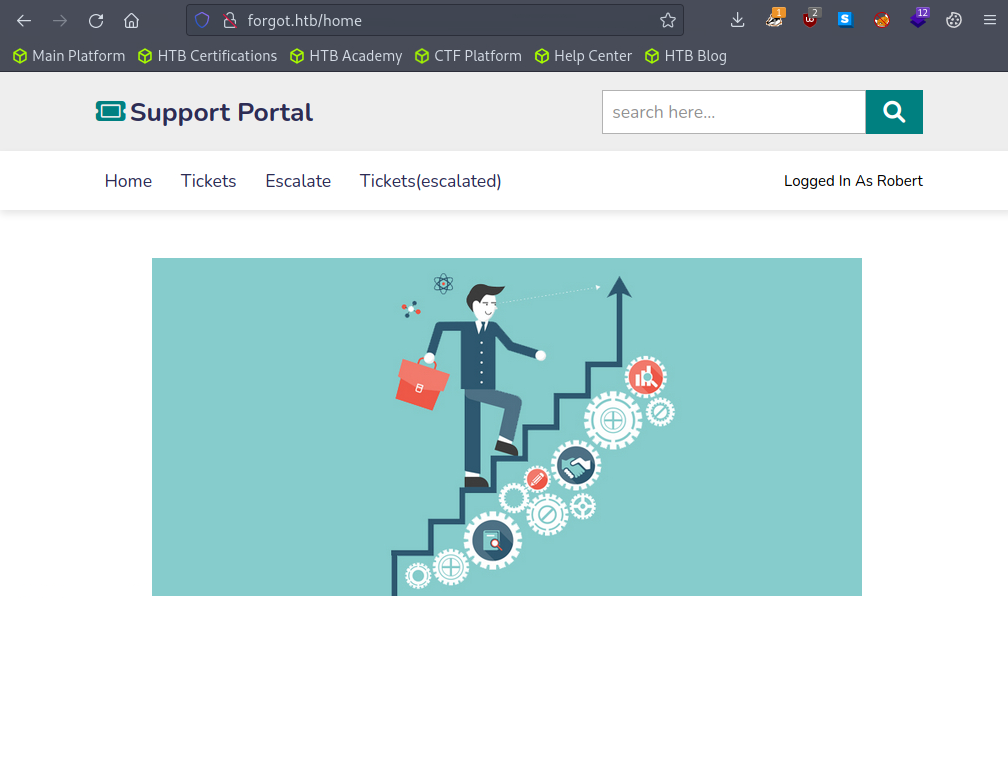 forgot.htb/home
1
2
S
12
Main Platform HTB Certifications HTB Academy CTF Platform Help Center HTB Blog
Support Portal
search here...
Home Tickets Escalate Tickets(escalated) Logged In As Robert